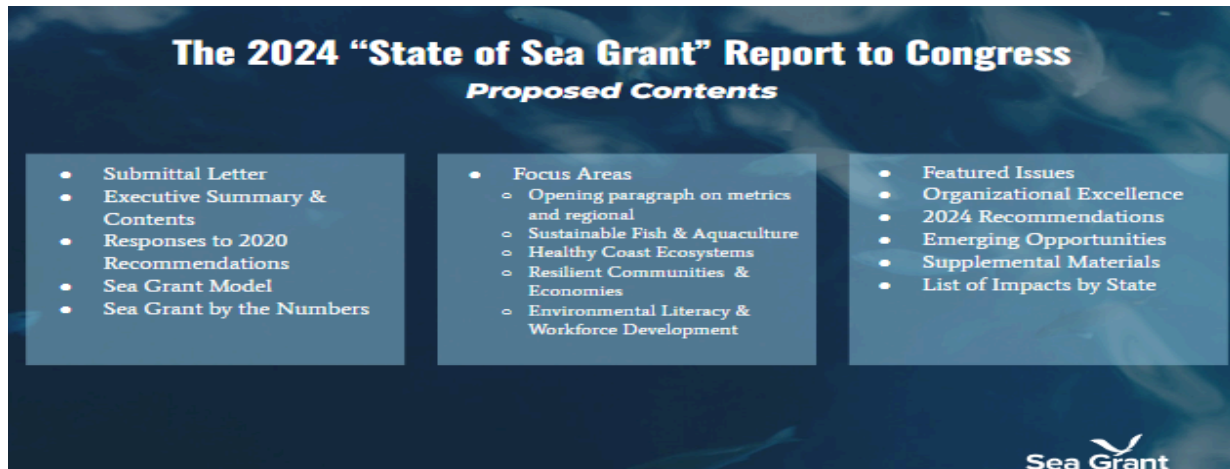 The 2024 “State of Sea Grant” Report to Congress
Proposed Contents
● Submittal Letter
● Executive Summary &
Contents
● Responses to 2020
Recommendations
● Sea Grant Model
● Sea Grant by the Numbers
● Focus Areas
○ Opening paragraph on metrics
and regional
○ Sustainable Fish & Aquaculture
○ Healthy Coast Ecosystems
○ Resilient Communities &
Economies
○ Environmental Literacy &
Workforce Development
● Featured Issues
● Organizational Excellence
● 2024 Recommendations
● Emerging Opportunities
● Supplemental Materials
● List of Impacts by State
Sea Grant